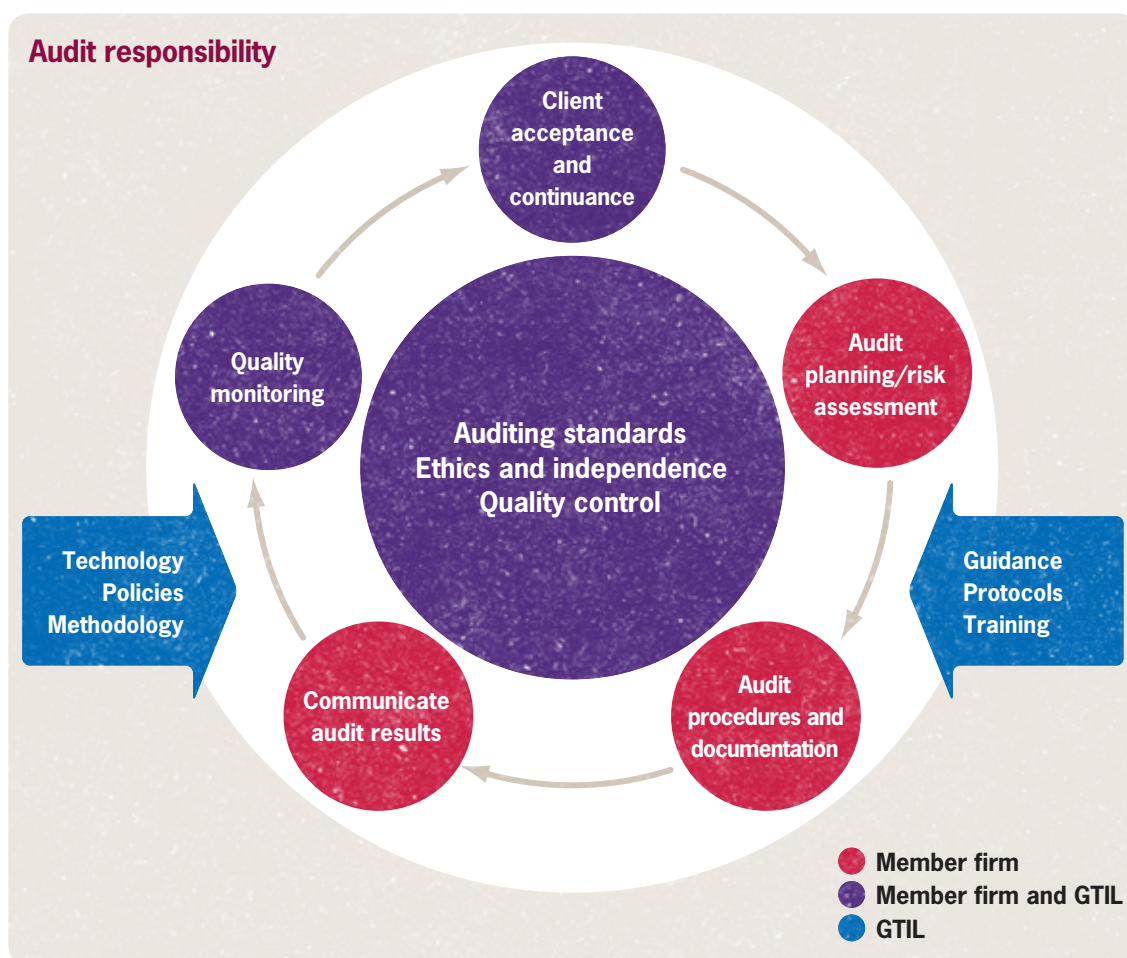 Audit responsibility
Client
acceptance
and
continuance
Audit
planning/risk
assessment
Quality
monitoring
Auditing standards
Ethics and independence
Quality control
Technology
Policies
Methodology
Guidance
Protocols
Training
Communicate
audit results
Audit
procedures and
documentation
Member firm
Member firm and GTIL
GTIL